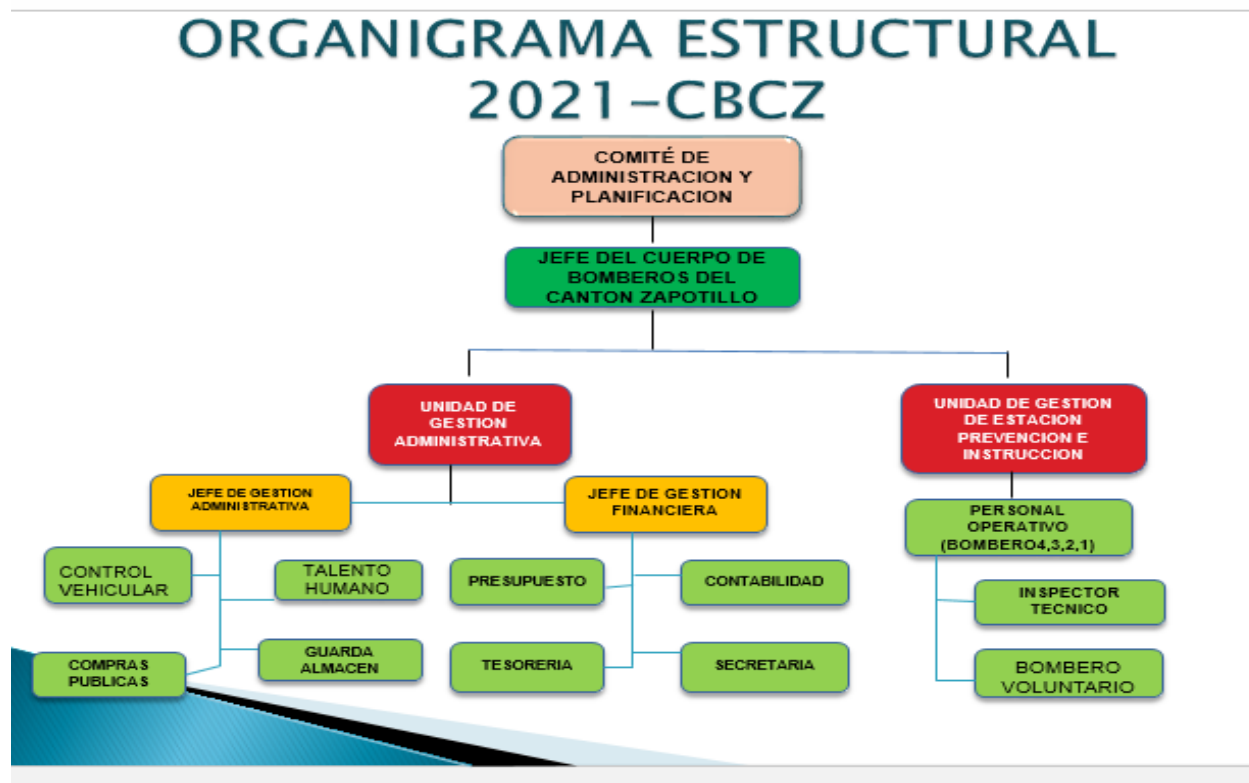 ORGANIGRAMA ESTRUCTURAL
2021-CBCZ
COMITÉ DE
ADMINISTRACION Y
PLANIFICACION
JEFE DEL CUERPO DE
BOMBEROS DEL
CANTON ZAPOTILLO
UNIDAD DE
GESTION
ADMINISTRATIVA
UNIDAD DE GESTION
DE ESTACION
PREVENCION E
INSTRUCCION
JEFE DE GESTION
ADMINISTRATIVA
JEFE DE GESTION
FINANCIERA
PERSONAL
OPERATIVO
(BOMBERO4,3,2,1)
CONTROL
VEHICULAR
TALENTO
HUMANO
PRESUPUESTO
CONTABILIDAD
INSPECTOR
TECNICO
COMPRAS
PUBLICAS
GUARDA
ALMACEN
TESORERIA
SECRETARIA
BOMBERO
VOLUNTARIO